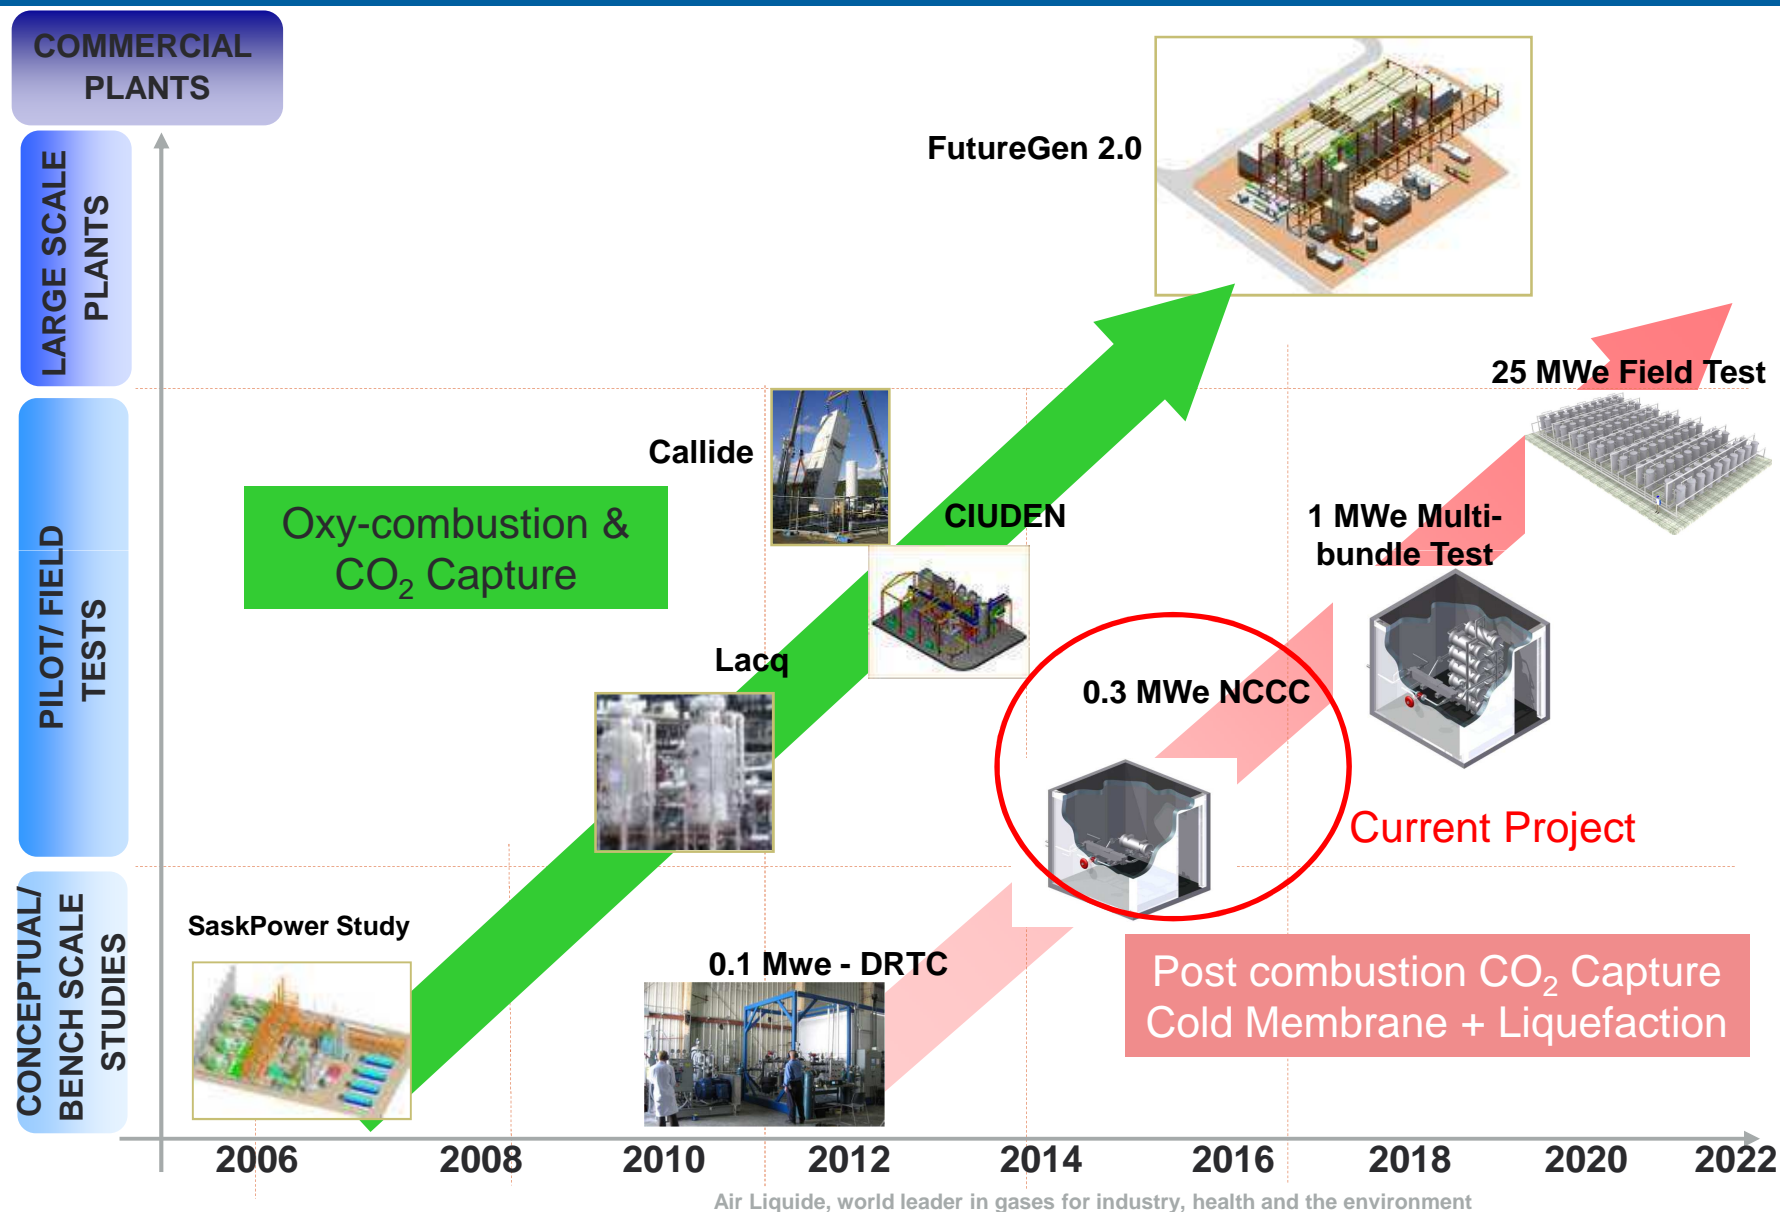 COMMERCIAL
PLANTS
LARGE SCALE
PLANTS
FutureGen 2.0
25 MWe Field Test
PILOT/ FIELD
TESTS
Callide
Oxy-combustion &
CO₂ Capture
CIUDEN
1 MWe Multi-
bundle Test
Lacq
0.3 MWe NCCC
Current Project
CONCEPTUAL/
BENCH SCALE
STUDIES
SaskPower Study
0.1 Mwe - DRTC
Post combustion CO₂ Capture
Cold Membrane + Liquefaction
2006 2008 2010 2012 2014 2016 2018 2020 2022
Air Liquide, world leader in gases for industry, health and the environment